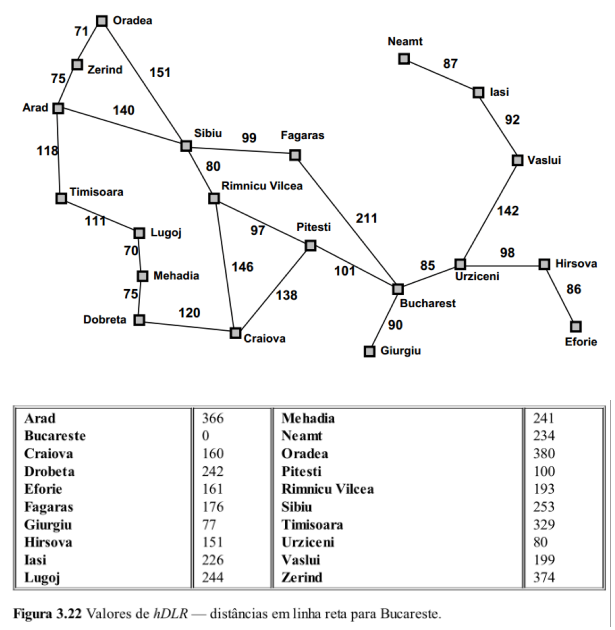 Oradea
71
Neamt
87
Zerind
151
Iasi
75
Arad
140
92
Sibiu
99
Fagaras
118
80
Vaslui
Rimnicu Vilcea
Timisoara
111
Lugoj
97
Pitesti
211
142
70
98
Hirsova
Mehadia
146
101
85
Urziceni
75
138
86
Bucharest
120
Dobreta
90
Craiova
Eforie
Giurgiu
Arad 366 Mehadia 241
Bucareste 0 Neamt 234
Craiova 160 Oradea 380
Drobeta 242 Pitesti 100
Eforie 161 Rimnicu Vilcea 193
Fagaras 176 Sibiu 253
Giurgiu 77 Timisoara 329
Hirsova 151 Urziceni 80
Iasi 226 Vaslui 199
Lugoj 244 Zerind 374
Figura 3.22 Valores de hDLR — distâncias em linha reta para Bucareste.